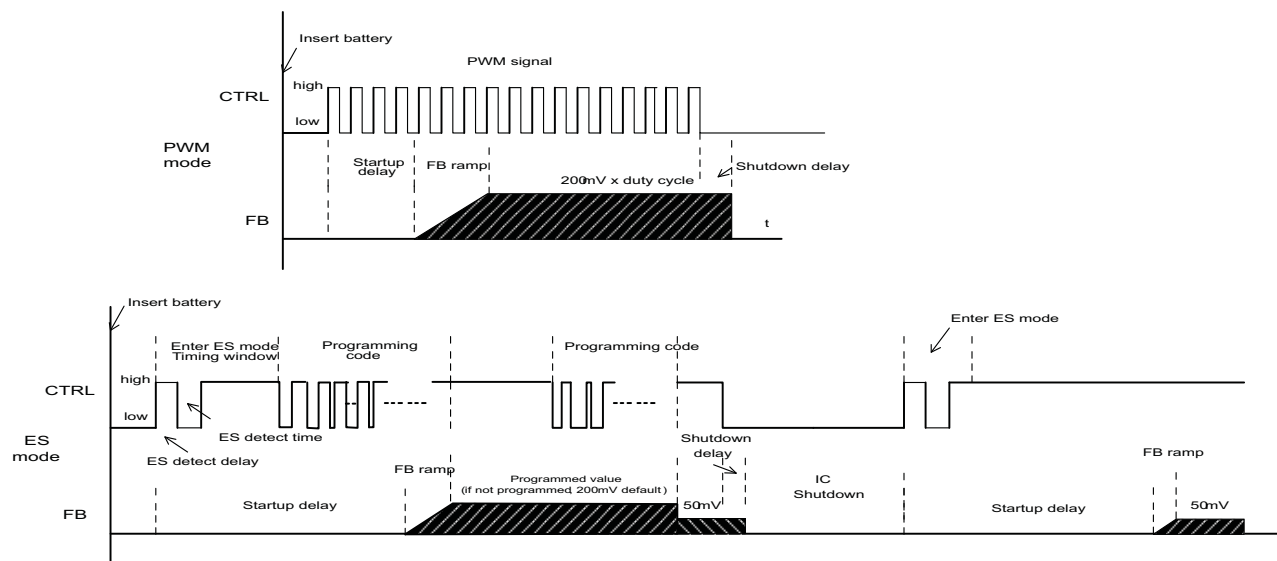 Insert battery
PWM signal
high
CTRL
low
PWM
mode
Startup
delay
FB ramp
Shutdown delay
200mV x duty cycle
FB
t
Insert battery
Enter ES mode
Enter ES mode
Timing window
Programming
code
Programming code
high
CTRL
low
ES detect time
ES
mode
ES detect delay
Shutdown
delay
FB ramp
FB ramp
Programmed value
(if not programmed, 200mV default)
IC
Shutdown
50mV
50mV
Startup delay
Startup delay
FB